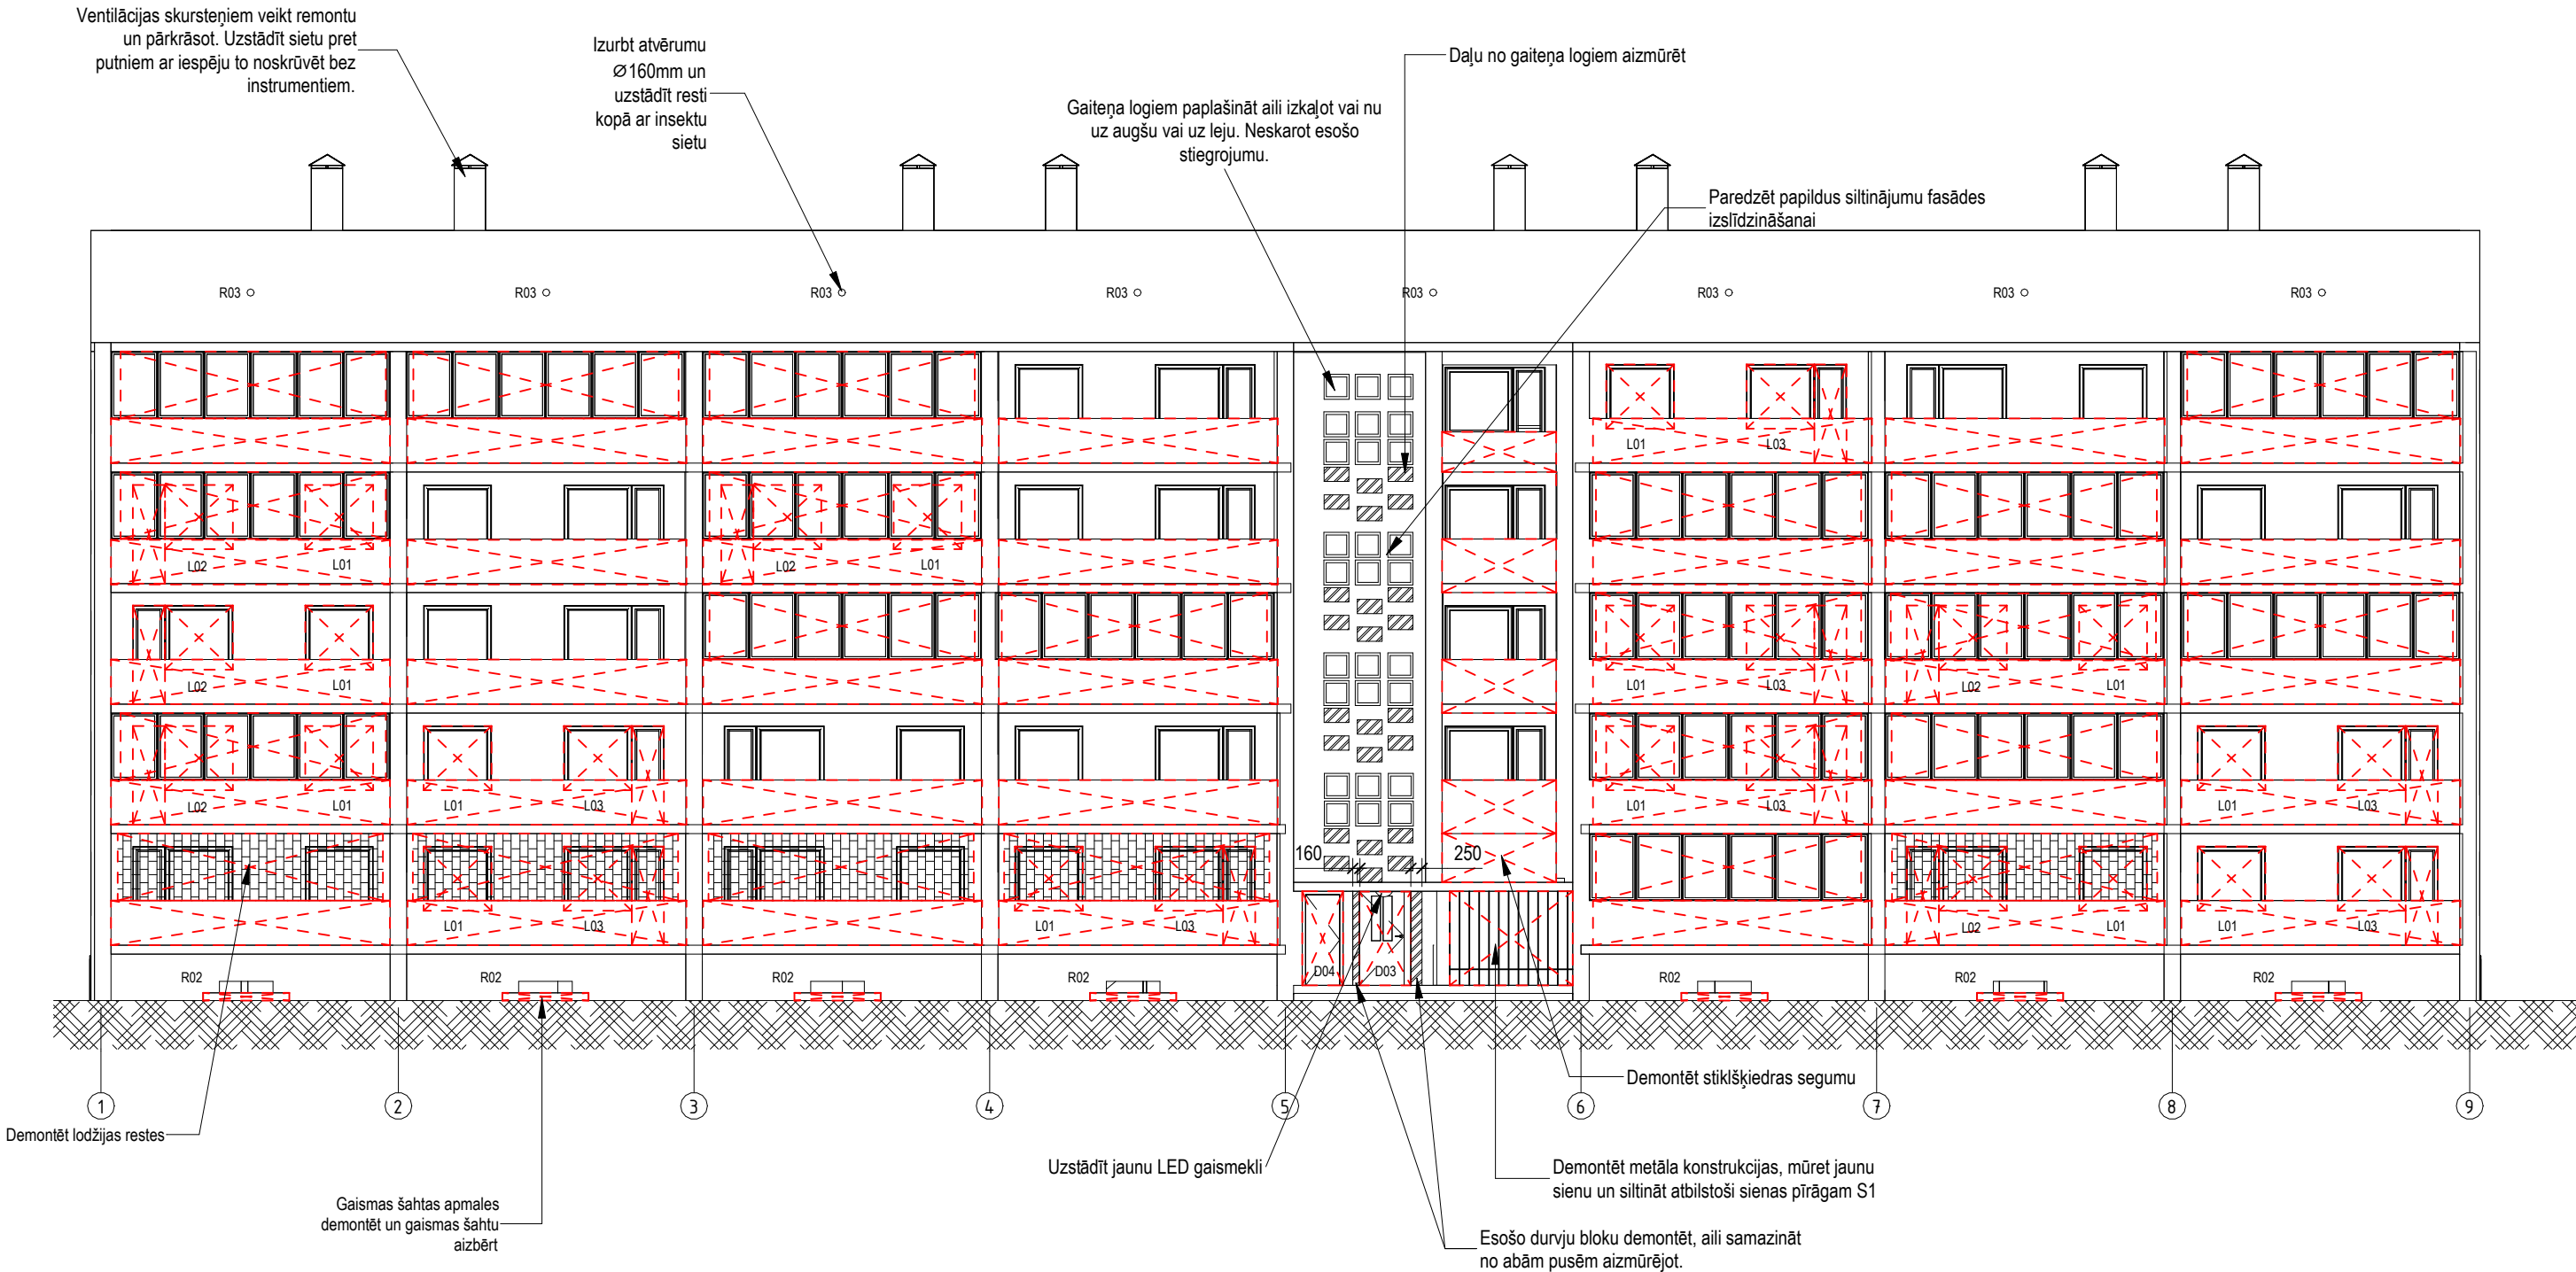 Ventilācijas skursteņiem veikt remontu
un pārkrāsot. Uzstādīt sietu pret
putniem ar iespēju to noskrūvēt bez
instrumentiem.
Izurbt atvērumu
Ø160mm un
uzstādīt resti
kopā ar insektu
sietu
Gaiteņa logiem paplašināt aili izkaļot vai nu
uz augšu vai uz leju. Neskarot esošo
stiegrojumu.
Daļu no gaiteņa logiem aizmūrēt
Paredzēt papildus siltinājumu fasādes
izslīdzināšanai
R03 R03 R03 R03 R03 R03 R03 R03
L01 L03
L02 L01 L02 L01
L02 L01 L01 L03 L02 L01
L02 L01 L01 L03 L01 L03 L01 L03
160 250
L01 L03 L01 L03 L02 L01 L01 L03
D04 D03
R02 R02 R02 R02 R02 R02 R02
1 2 3 4 5 6 7 8 9
Demontēt stiklšķiedras segumu
Demontēt lodžijas restes
Uzstādīt jaunu LED gaismekli
Demontēt metāla konstrukcijas, mūret jaunu
sienu un siltināt atbilstoši sienas pīrāgam S1
Gaismas šahtas apmales
demontēt un gaismas šahtu
aizbērt
Esošo durvju bloku demontēt, aili samazināt
no abām pusēm aizmūrējot.